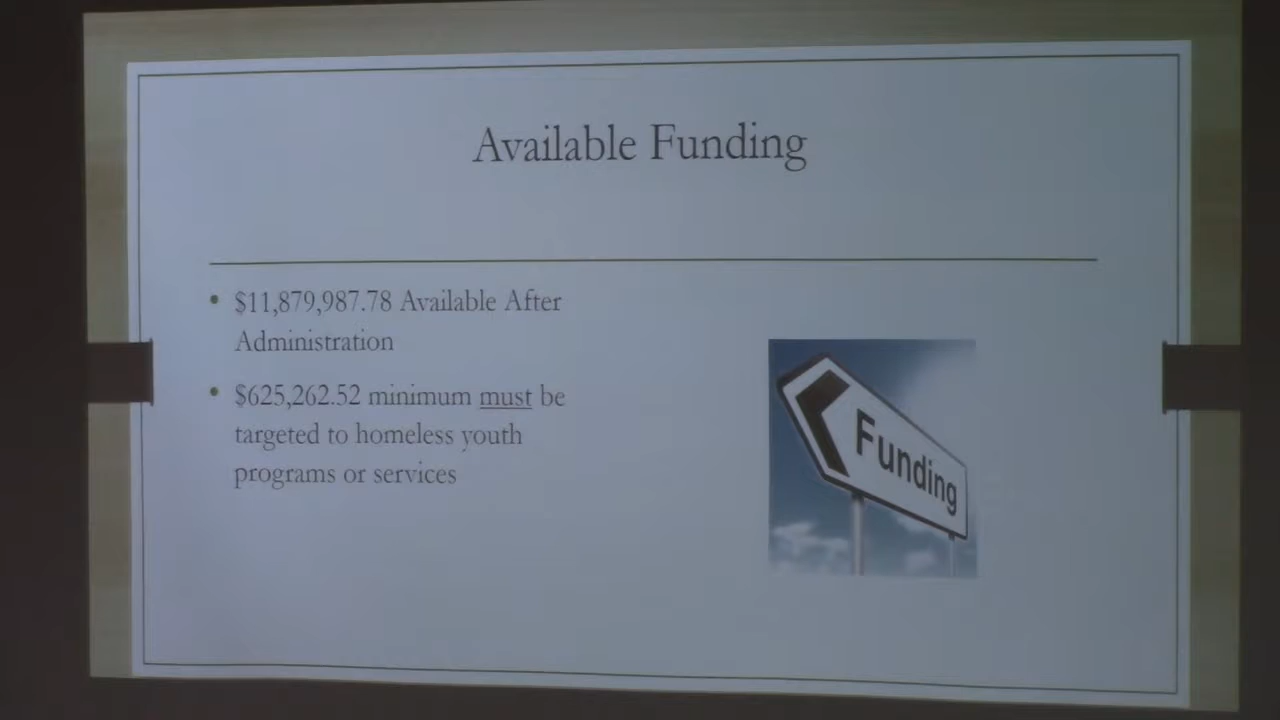 Available Funding
• $11,879,987.78 Available After
Administration
• $625,262.52 minimum must be
targeted to homeless youth
programs or services
Funding